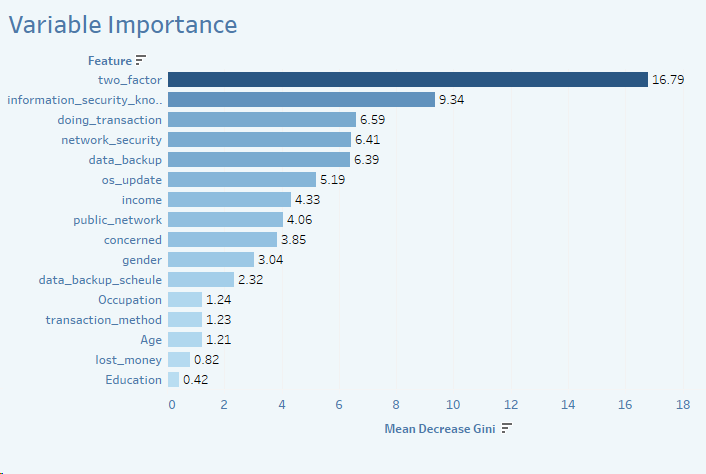 Variable Importance
Feature
two_factor 16.79
information_security_kno.. 9.34
doing_transaction 6.59
network_security 6.41
data_backup 6.39
os_update 5.19
income 4.33
public_network 4.06
concerned 3.85
gender 3.04
data_backup_scheule 2.32
Occupation 1.24
transaction_method 1.23
Age 1.21
lost_money 0.82
Education 0.42
0 2 4 6 8 10 12 14 16 18
Mean Decrease Gini